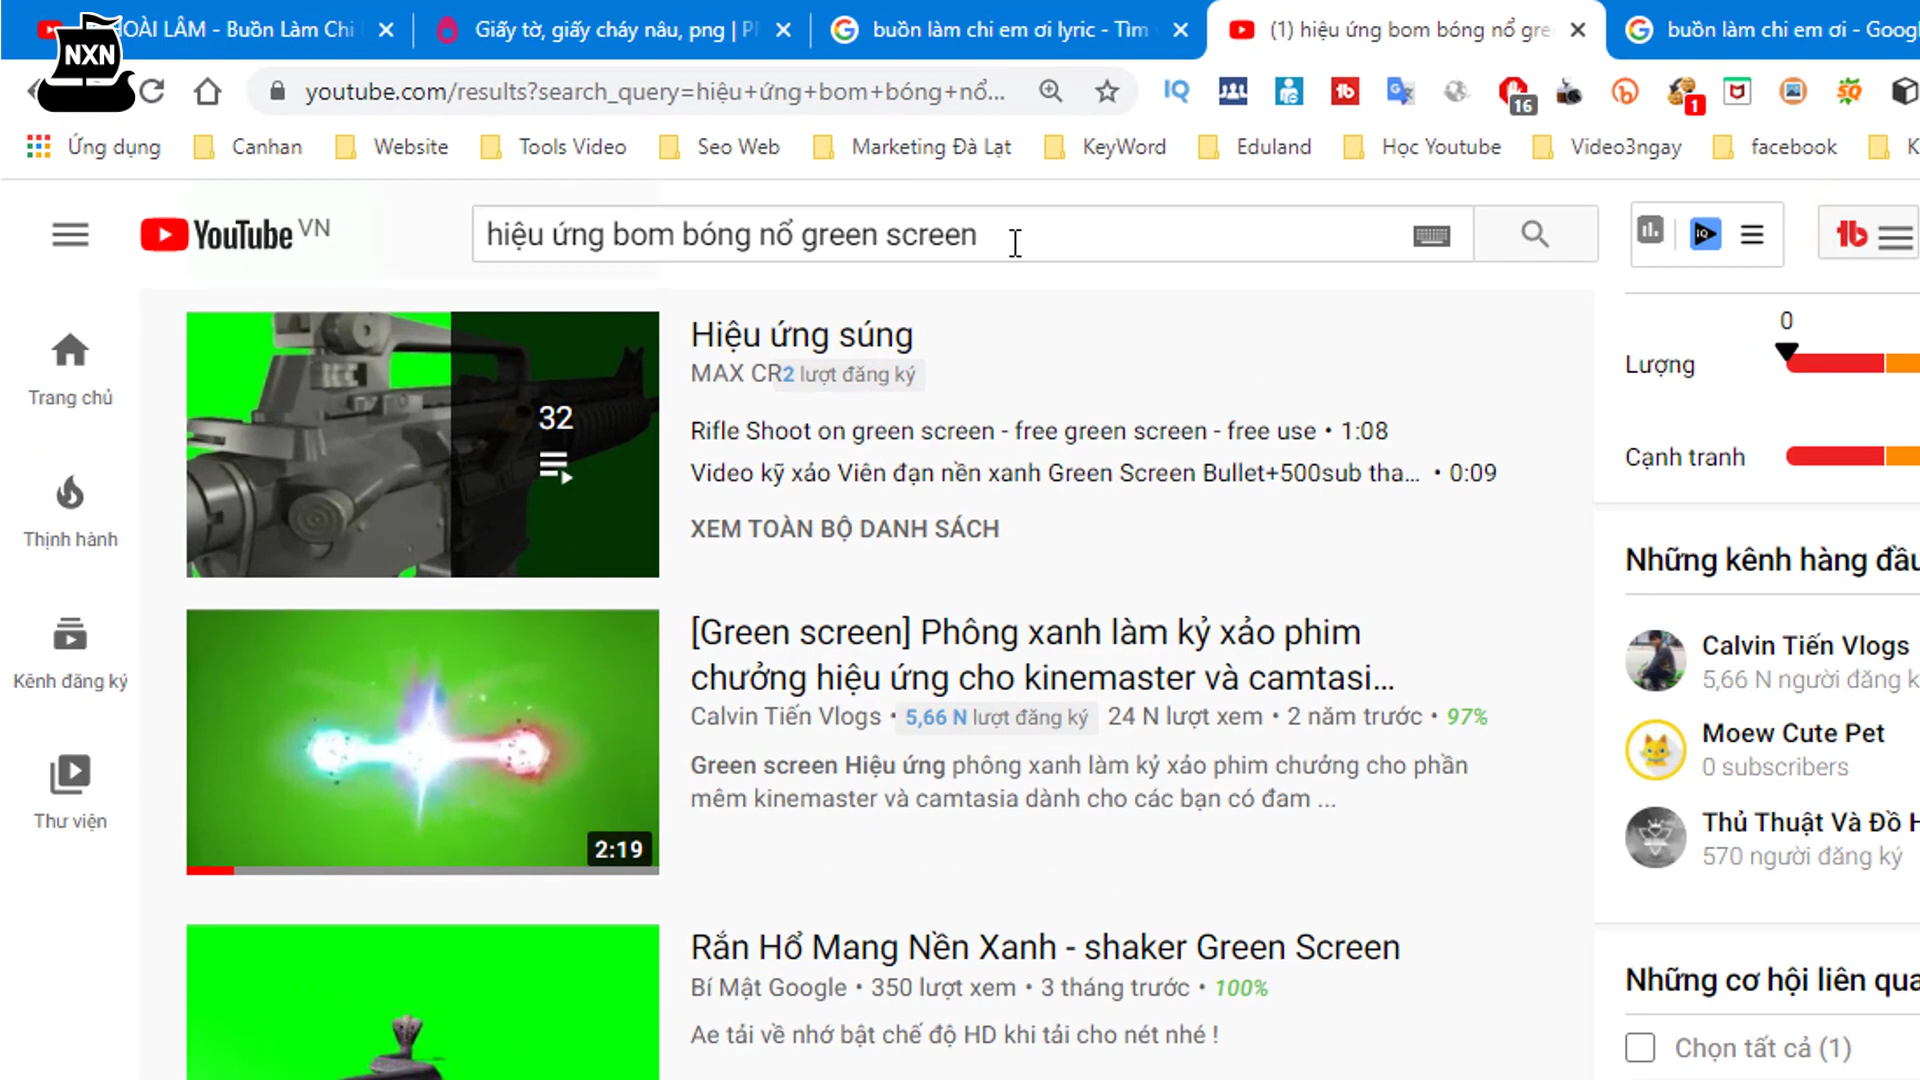 HOÀI LÂM - Buồn Làm Chi
Giấy tờ, giấy cháy nâu, png | P
buồn làm chi em ơi lyric - Tìm
(1) hiệu ứng bom bóng nổ gre
buồn làm chi em ơi - Goog
NXN
youtube.com/results?search_query=hiệu+ứng+bom+bóng+nổ...
IQ
16
1
SQ
Ứng dụng
Canhan
Website
Tools Video
Seo Web
Marketing Đà Lạt
KeyWord
Eduland
Học Youtube
Video3ngay
facebook
K
YouTube VN
hiệu ứng bom bóng nổ green screen
IQ
tb
Trang chủ
Thịnh hành
Kênh đăng ký
Thư viện
32
Hiệu ứng súng
MAX CR 2 lượt đăng ký
Rifle Shoot on green screen - free green screen - free use • 1:08
Video kỹ xảo Viên đạn nền xanh Green Screen Bullet+500sub tha... • 0:09
XEM TOÀN BỘ DANH SÁCH
2:19
[Green screen] Phông xanh làm kỷ xảo phim
chưởng hiệu ứng cho kinemaster và camtasi...
Calvin Tiến Vlogs • 5,66 N lượt đăng ký 24 N lượt xem • 2 năm trước • 97%
Green screen Hiệu ứng phông xanh làm kỷ xảo phim chưởng cho phần
mêm kinemaster và camtasia dành cho các bạn có đam ...
Rắn Hổ Mang Nền Xanh - shaker Green Screen
Bí Mật Google • 350 lượt xem • 3 tháng trước • 100%
Ae tải về nhớ bật chế độ HD khi tải cho nét nhé !
0
Lượng
Cạnh tranh
Những kênh hàng đầu
Calvin Tiến Vlogs
5,66 N người đăng k
Moew Cute Pet
0 subscribers
Thủ Thuật Và Đồ H
570 người đăng ký
Những cơ hội liên qua
Chọn tất cả (1)